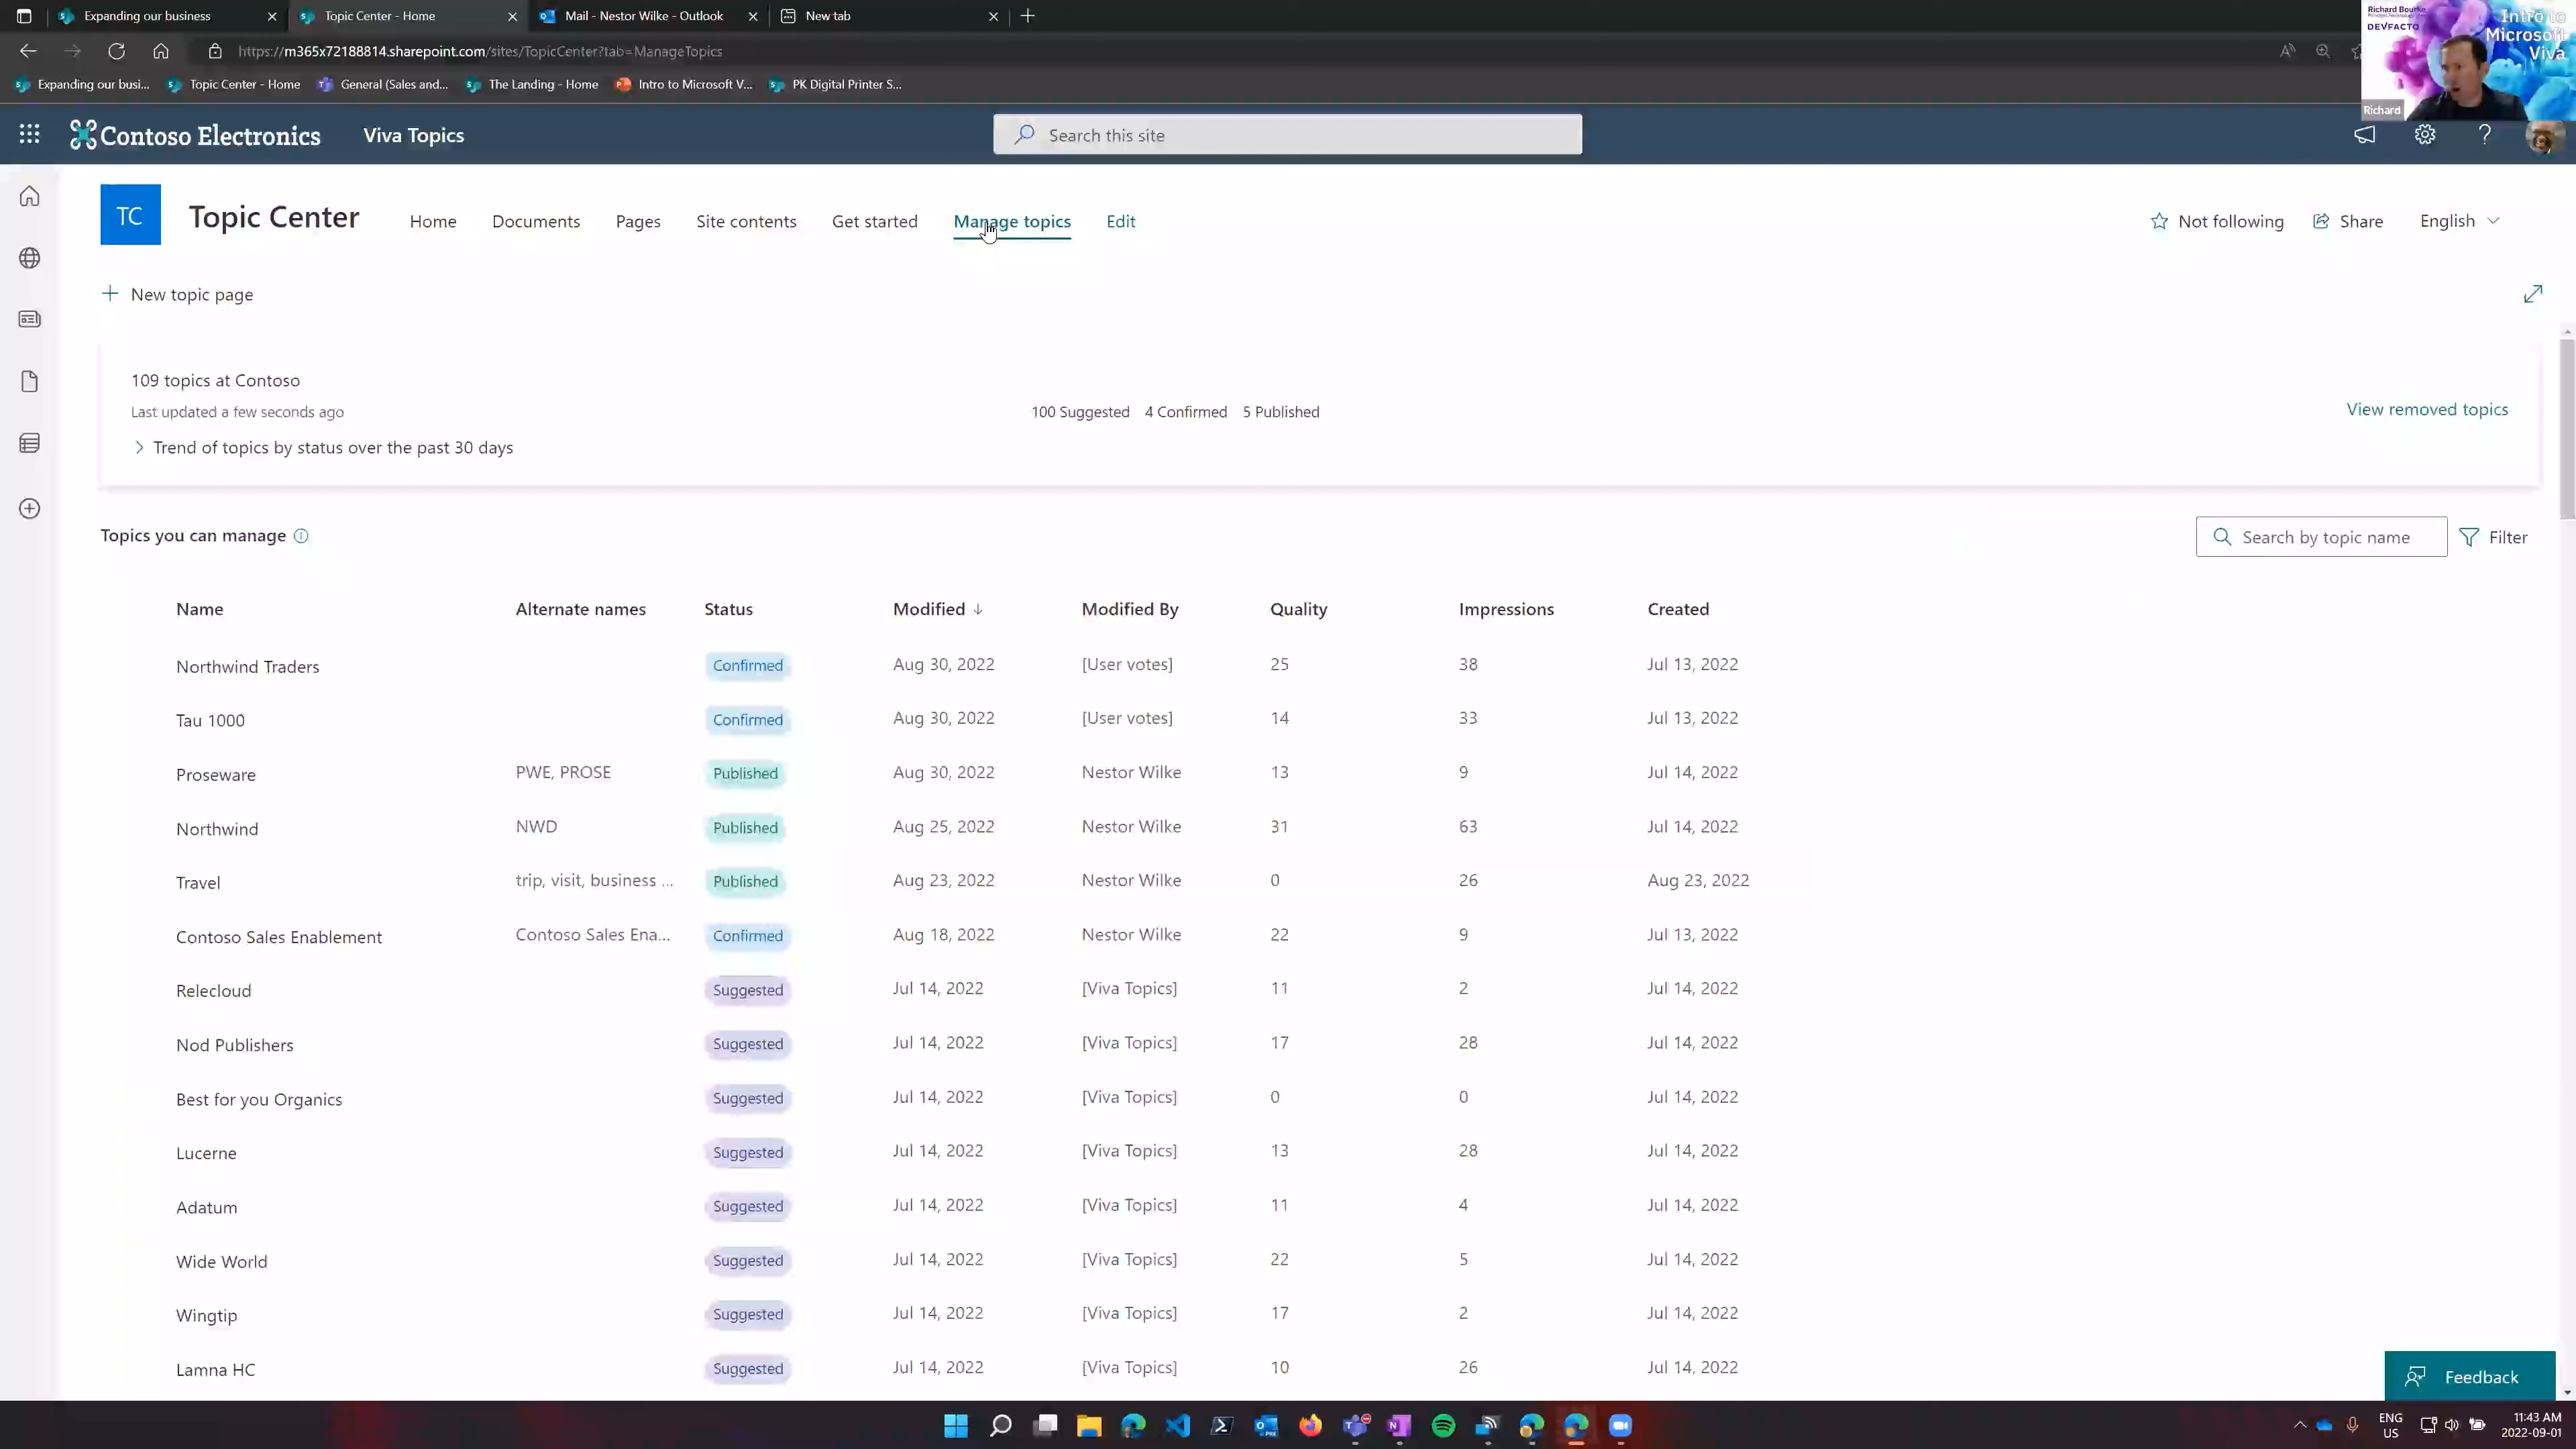 Expanding our business
Topic Center - Home
Mail - Nestor Wilke - Outlook
New tab
https://m365x72188814.sharepoint.com/sites/TopicCenter?tab=ManageTopics
Expanding our busi...
Topic Center - Home
General (Sales and...
The Landing - Home
Intro to Microsoft V...
PK Digital Printer S...
Richard Bourke
DEVFACTO
Intro to
Microsoft
Viva
Richard
Contoso Electronics
Viva Topics
Search this site
TC
Topic Center
Home
Documents
Pages
Site contents
Get started
Manage topics
Edit
Not following
Share
English
New topic page
109 topics at Contoso
Last updated a few seconds ago
100 Suggested 4 Confirmed 5 Published
View removed topics
Trend of topics by status over the past 30 days
Topics you can manage
Search by topic name
Filter
Name Alternate names Status Modified Modified By Quality Impressions Created
Northwind Traders Confirmed Aug 30, 2022 [User votes] 25 38 Jul 13, 2022
Tau 1000 Confirmed Aug 30, 2022 [User votes] 14 33 Jul 13, 2022
Proseware PWE, PROSE Published Aug 30, 2022 Nestor Wilke 13 9 Jul 14, 2022
Northwind NWD Published Aug 25, 2022 Nestor Wilke 31 63 Jul 14, 2022
Travel trip, visit, business ... Published Aug 23, 2022 Nestor Wilke 0 26 Aug 23, 2022
Contoso Sales Enablement Contoso Sales Ena... Confirmed Aug 18, 2022 Nestor Wilke 22 9 Jul 13, 2022
Relecloud Suggested Jul 14, 2022 [Viva Topics] 11 2 Jul 14, 2022
Nod Publishers Suggested Jul 14, 2022 [Viva Topics] 17 28 Jul 14, 2022
Best for you Organics Suggested Jul 14, 2022 [Viva Topics] 0 0 Jul 14, 2022
Lucerne Suggested Jul 14, 2022 [Viva Topics] 13 28 Jul 14, 2022
Adatum Suggested Jul 14, 2022 [Viva Topics] 11 4 Jul 14, 2022
Wide World Suggested Jul 14, 2022 [Viva Topics] 22 5 Jul 14, 2022
Wingtip Suggested Jul 14, 2022 [Viva Topics] 17 2 Jul 14, 2022
Lamna HC Suggested Jul 14, 2022 [Viva Topics] 10 26 Jul 14, 2022
Feedback
ENG
US
11:43 AM
2022-09-01